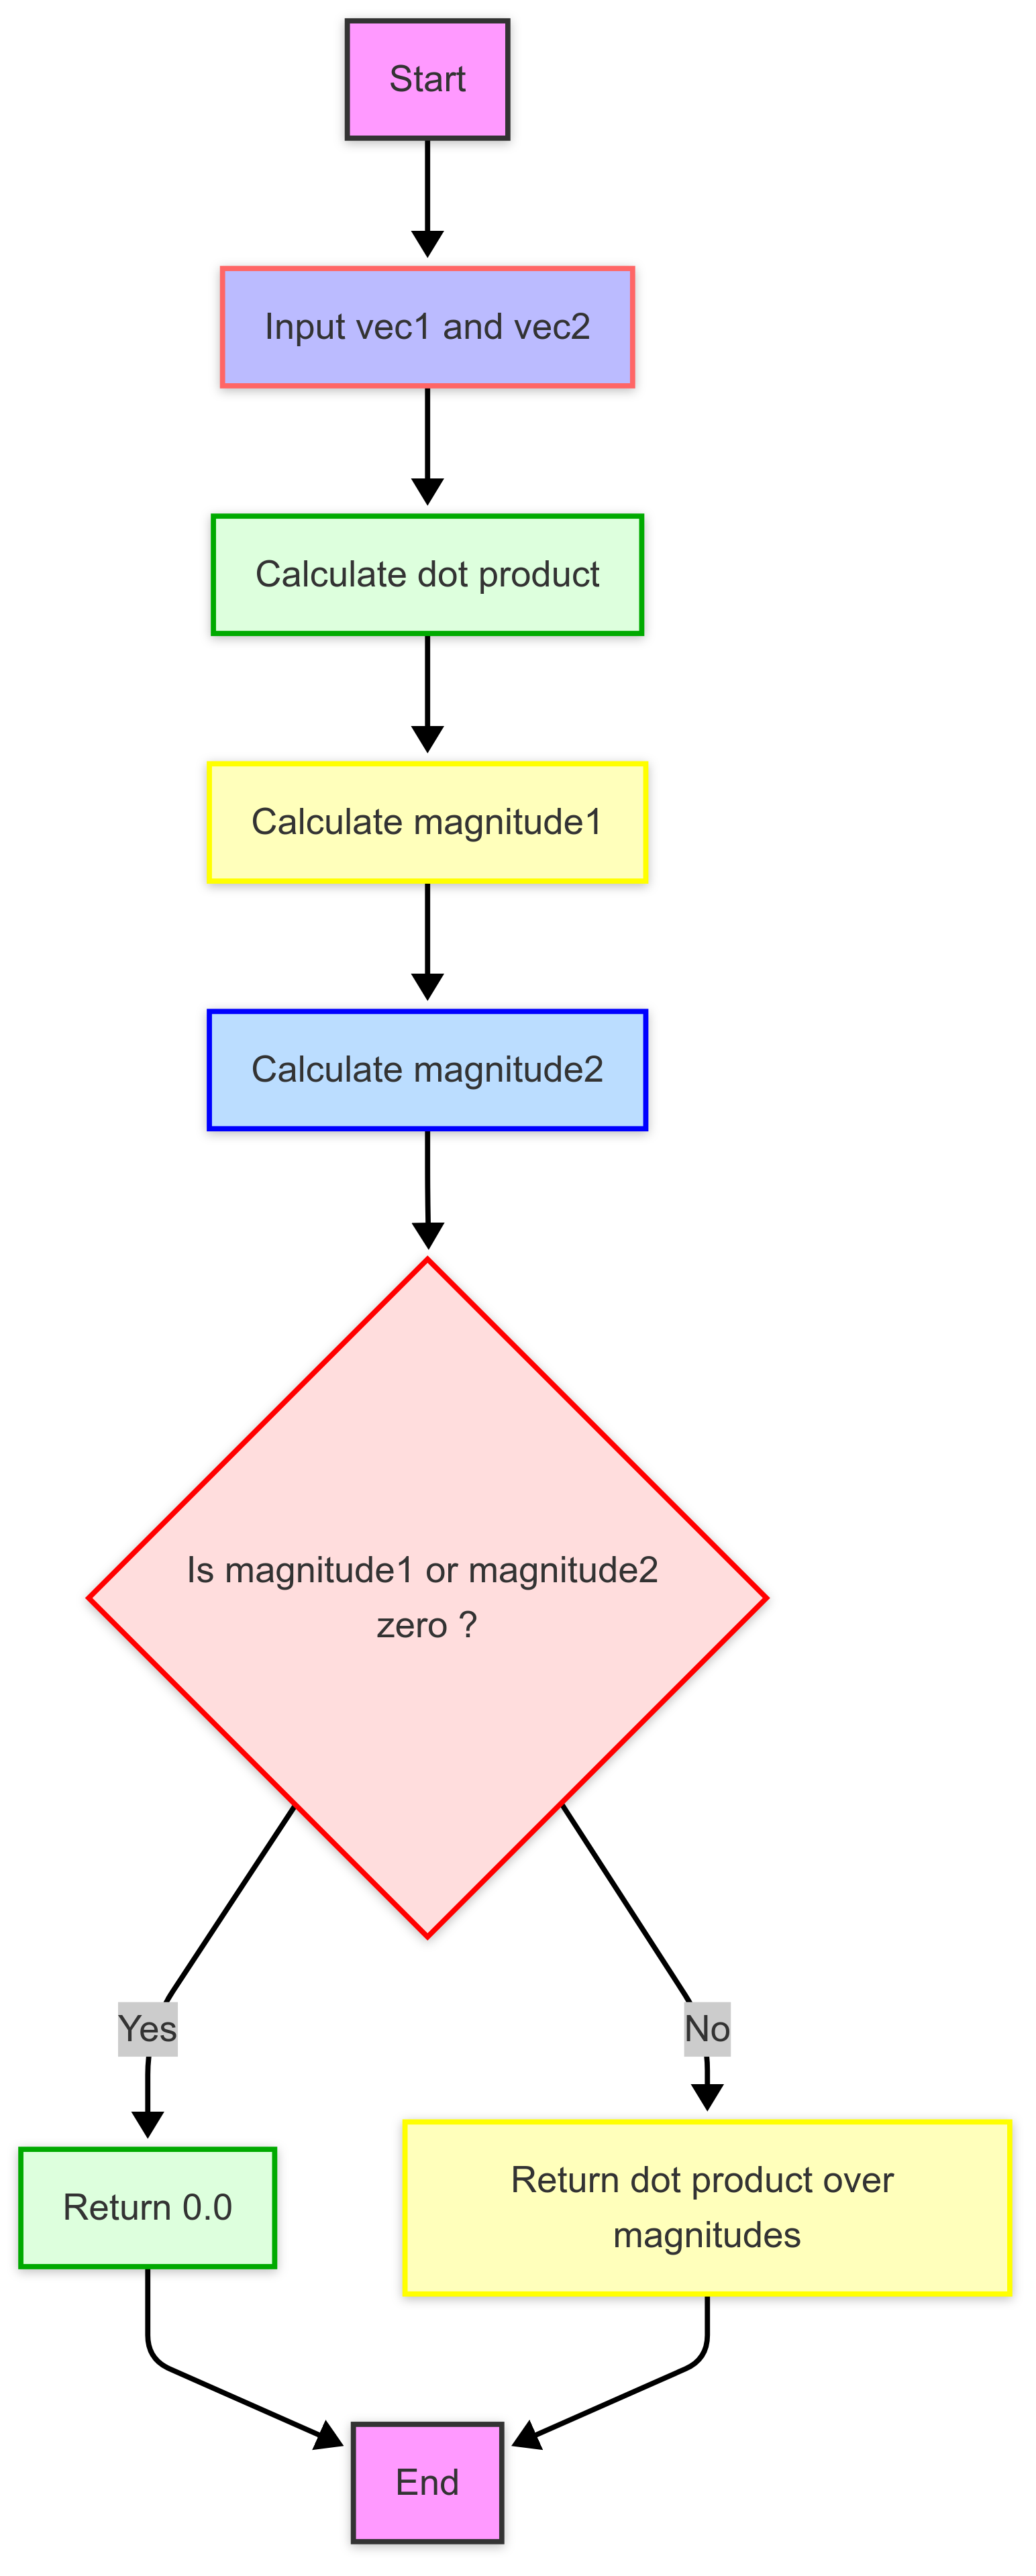 Start
Input vec1 and vec2
Calculate dot product
Calculate magnitude1
Calculate magnitude2
Is magnitude1 or magnitude2
zero ?
Yes
No
Return 0.0
Return dot product over
magnitudes
End